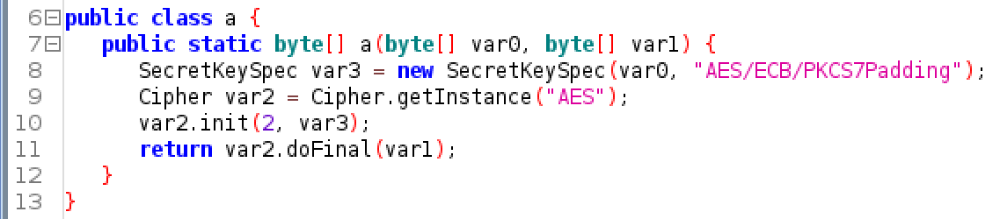 6 public class a {
7 public static byte[] a(byte[] var0, byte[] var1) {
8 SecretKeySpec var3 = new SecretKeySpec(var0, "AES/ECB/PKCS7Padding");
9 Cipher var2 = Cipher.getInstance("AES");
10 var2.init(2, var3);
11 return var2.doFinal(var1);
12 }
13 }